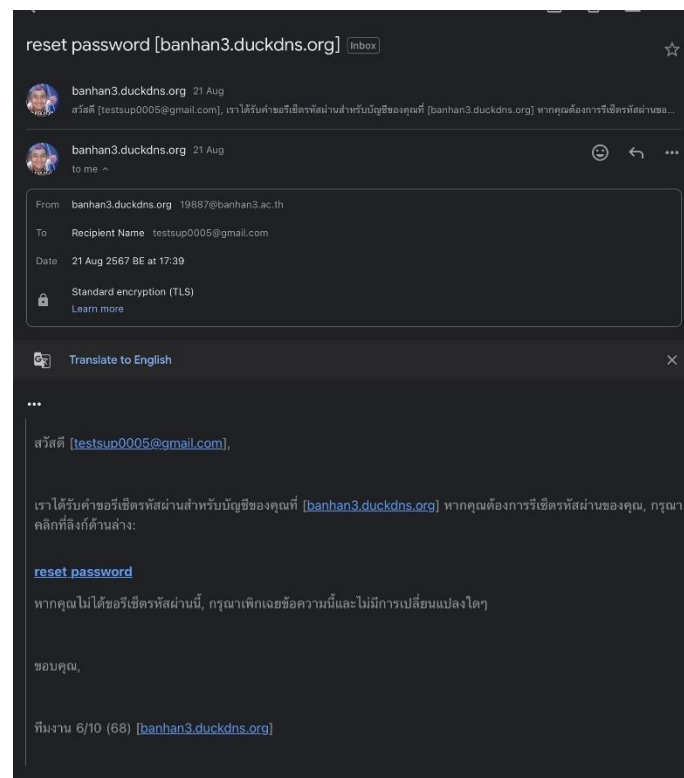 reset password [banhan3.duckdns.org] Inbox
banhan3.duckdns.org 21 Aug
สวัสดี [testsup0005@gmail.com], เราได้รับคำขอรีเซ็ตรหัสผ่านสำหรับบัญชีของคุณที่ [banhan3.duckdns.org] หากคุณต้องการรีเซ็ตรหัสผ่านขอ...
banhan3.duckdns.org 21 Aug
to me
From banhan3.duckdns.org 19887@banhan3.ac.th
To Recipient Name testsup0005@gmail.com
Date 21 Aug 2567 BE at 17:39
Standard encryption (TLS)
Learn more
Translate to English
สวัสดี [testsup0005@gmail.com],
เราได้รับคำขอรีเซ็ตรหัสผ่านสำหรับบัญชีของคุณที่ [banhan3.duckdns.org] หากคุณต้องการรีเซ็ตรหัสผ่านของคุณ, กรุณา
คลิกที่ลิงก์ด้านล่าง:
reset password
หากคุณไม่ได้ขอรีเซ็ตรหัสผ่านนี้, กรุณาเพิกเฉยข้อความนี้และไม่มีการเปลี่ยนแปลงใดๆ
ขอบคุณ,
ทีมงาน 6/10 (68) [banhan3.duckdns.org]